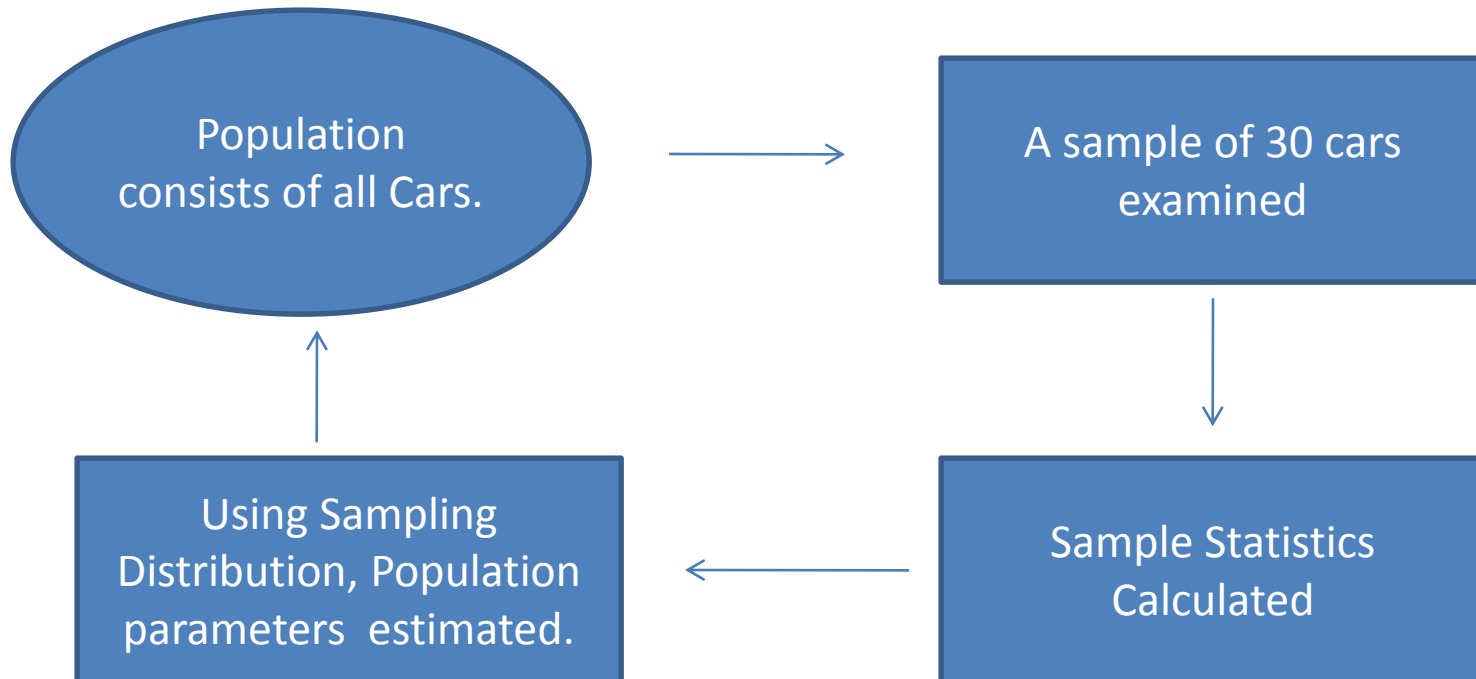 Population
consists of all Cars.
A sample of 30 cars
examined
Sample Statistics
Calculated
Using Sampling
Distribution, Population
parameters  estimated.